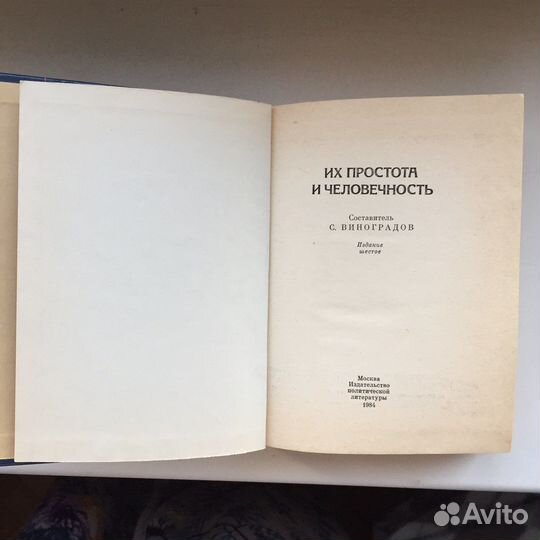 ИХ ПРОСТОТА
И ЧЕЛОВЕЧНОСТЬ
Составитель
С. ВИНОГРАДОВ
Издание
шестое
Москва
Издательство
политической
литературы
1984
Avito